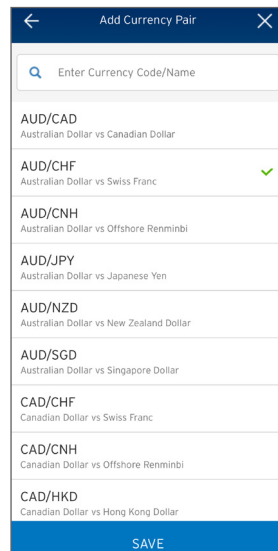 Add Currency Pair
Enter Currency Code/Name
AUD/CAD
Australian Dollar vs Canadian Dollar
AUD/CHF
Australian Dollar vs Swiss Franc
AUD/CNH
Australian Dollar vs Offshore Renminbi
AUD/JPY
Australian Dollar vs Japanese Yen
AUD/NZD
Australian Dollar vs New Zealand Dollar
AUD/SGD
Australian Dollar vs Singapore Dollar
CAD/CHF
Canadian Dollar vs Swiss Franc
CAD/CNH
Canadian Dollar vs Offshore Renminbi
CAD/HKD
Canadian Dollar vs Hong Kong Dollar
SAVE